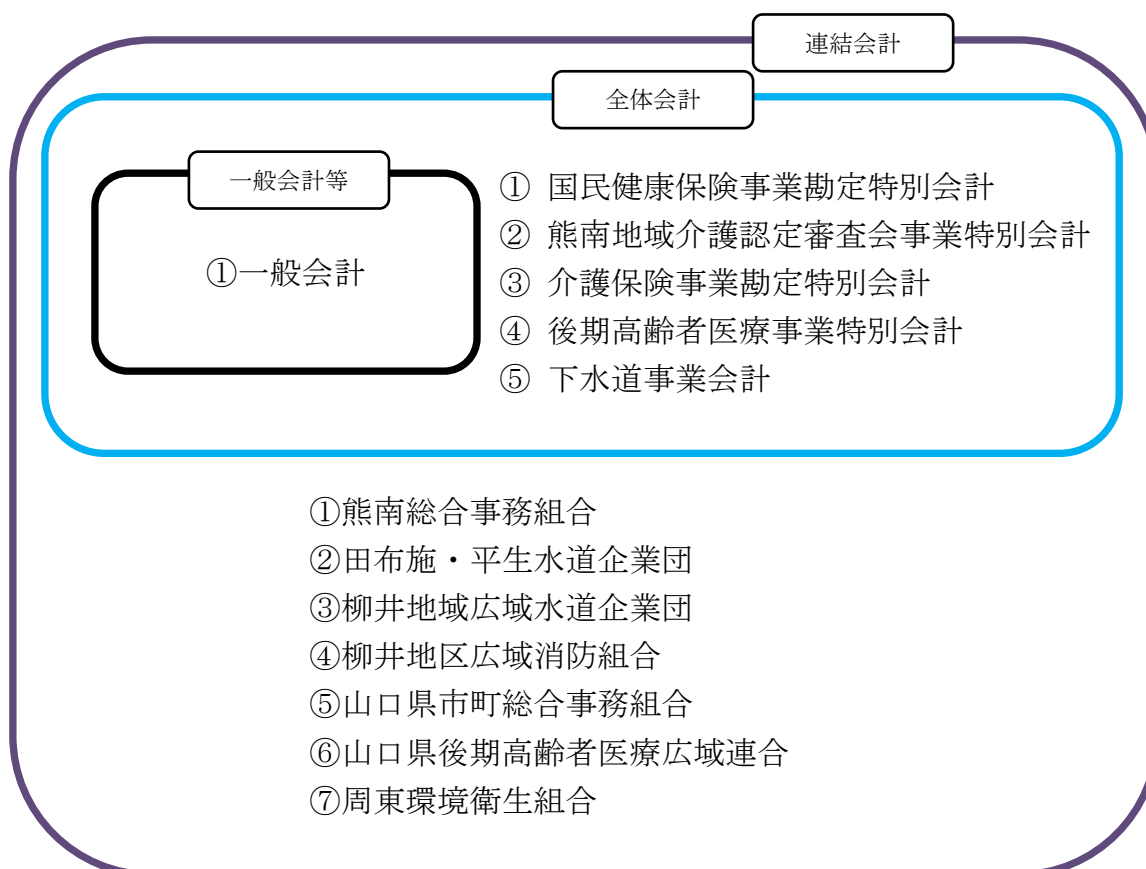 連結会計
全体会計
一般会計等
①一般会計
① 国民健康保険事業勘定特別会計
② 熊南地域介護認定審査会事業特別会計
③ 介護保険事業勘定特別会計
④ 後期高齢者医療事業特別会計
⑤ 下水道事業会計
①熊南総合事務組合
②田布施・平生水道企業団
③柳井地域広域水道企業団
④柳井地区広域消防組合
⑤山口県市町総合事務組合
⑥山口県後期高齢者医療広域連合
⑦周東環境衛生組合